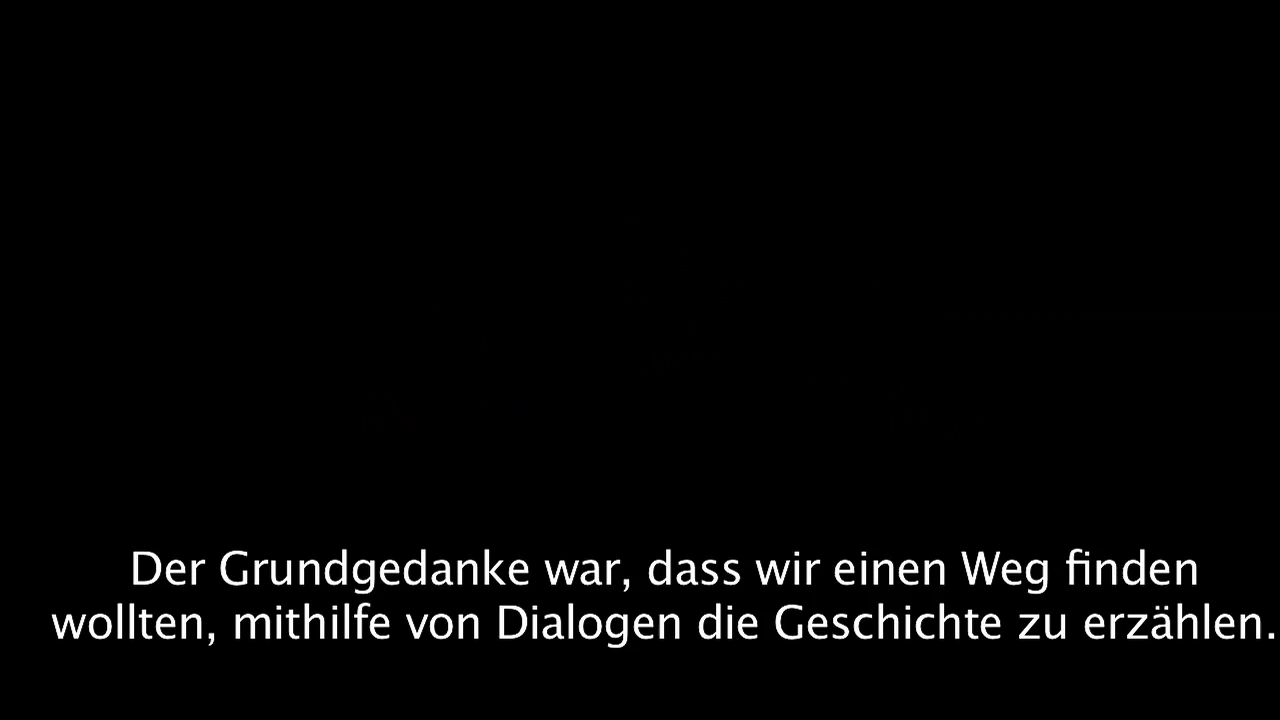 Der Grundgedanke war, dass wir einen Weg finden
wollten, mithilfe von Dialogen die Geschichte zu erzählen.